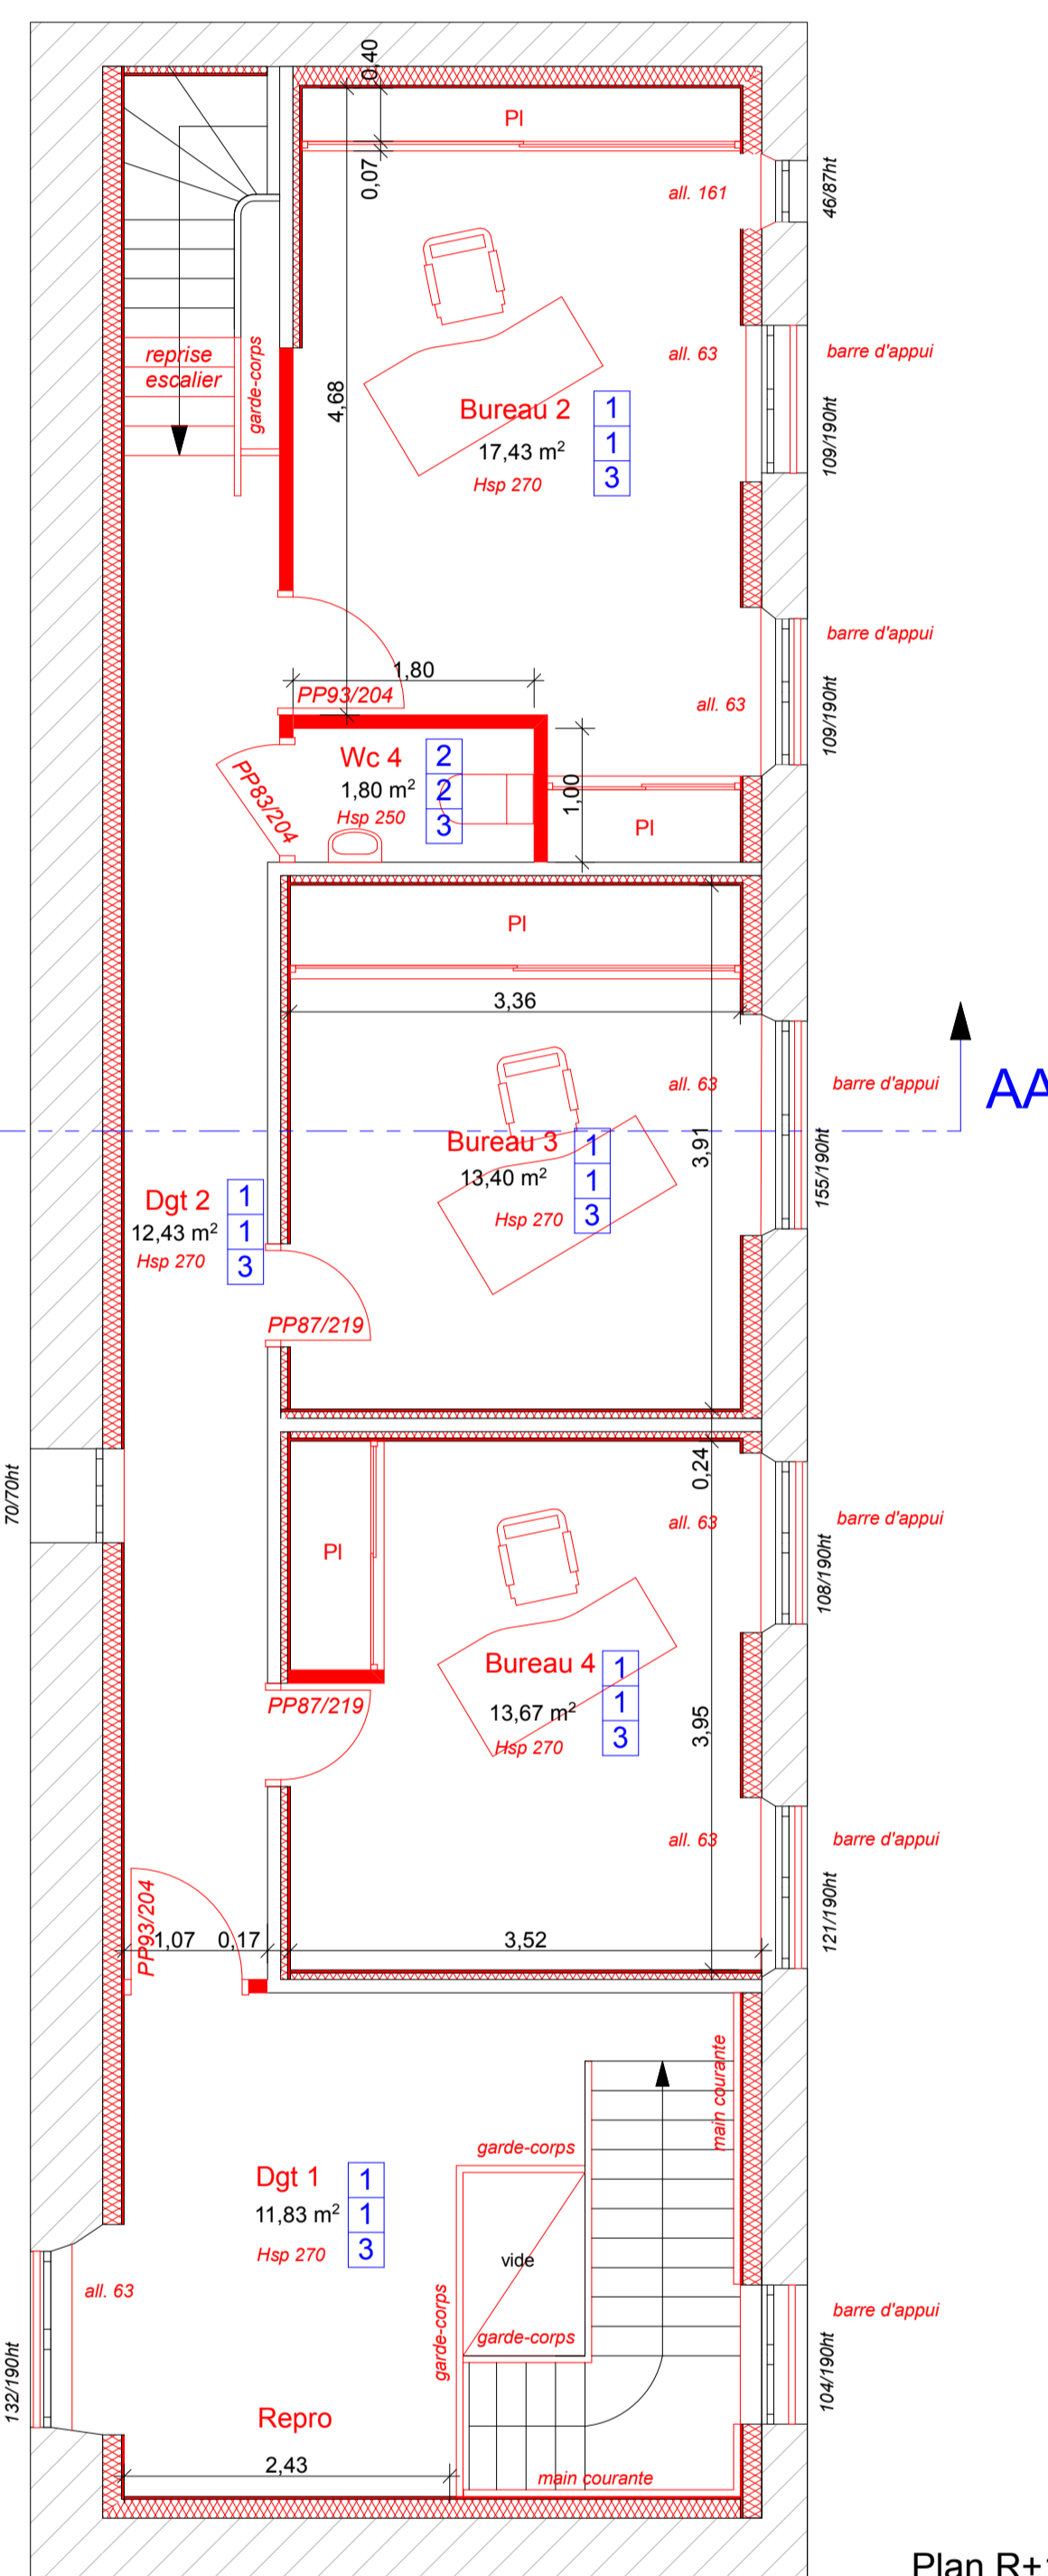 0,40
Pl
0,07
all. 161
46/87ht
reprise
escalier
garde-corps
4,68
all. 63
barre d'appui
109/190ht
Bureau 2
17,43 m²
Hsp 270
1
1
3
barre d'appui
109/190ht
all. 63
1,80
PP93/204
PP83/204
Wc 4
1,80 m²
Hsp 250
2
2
3
1,00
Pl
Pl
3,36
all. 63
barre d'appui
155/190ht
AA
Bureau 3
13,40 m²
Hsp 270
1
1
3
3,91
Dgt 2
12,43 m²
Hsp 270
1
1
3
PP87/219
70/70ht
0,24
all. 63
barre d'appui
108/190ht
Pl
Bureau 4
13,67 m²
Hsp 270
1
1
3
PP87/219
3,95
all. 63
barre d'appui
121/190ht
PP93/204
1,07
0,17
3,52
main courante
garde-corps
Dgt 1
11,83 m²
Hsp 270
1
1
3
vide
garde-corps
garde-corps
all. 63
132/190ht
barre d'appui
104/190ht
Repro
2,43
main courante